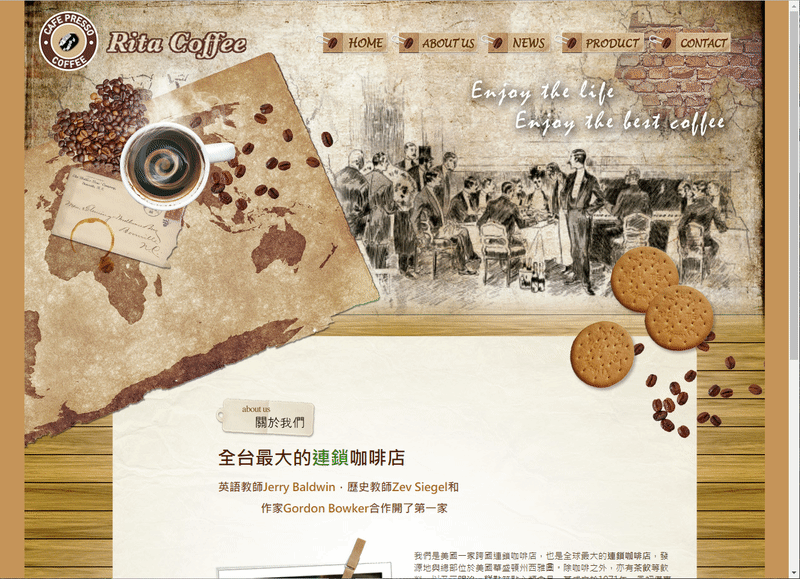 CAFE PRESSO
COFFEE
Rita Coffee
HOME
ABOUT US
NEWS
PRODUCT
CONTACT
Enjoy the life
Enjoy the best coffee
about us
關於我們
全台最大的連鎖咖啡店
英語教師Jerry Baldwin，歷史教師Zev Siegel和
作家Gordon Bowker合作開了第一家
我們是美國一家跨國連鎖咖啡店，也是全球最大的連鎖咖啡店，發
源地與總部位於美國華盛頓州西雅圖。除咖啡之外，亦有茶飲等飲